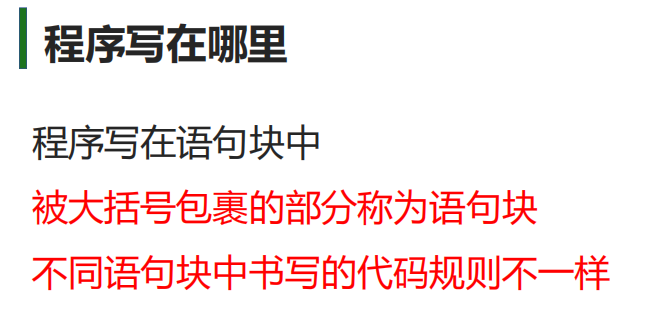 程序写在哪里
程序写在语句块中
被大括号包裹的部分称为语句块
不同语句块中书写的代码规则不一样